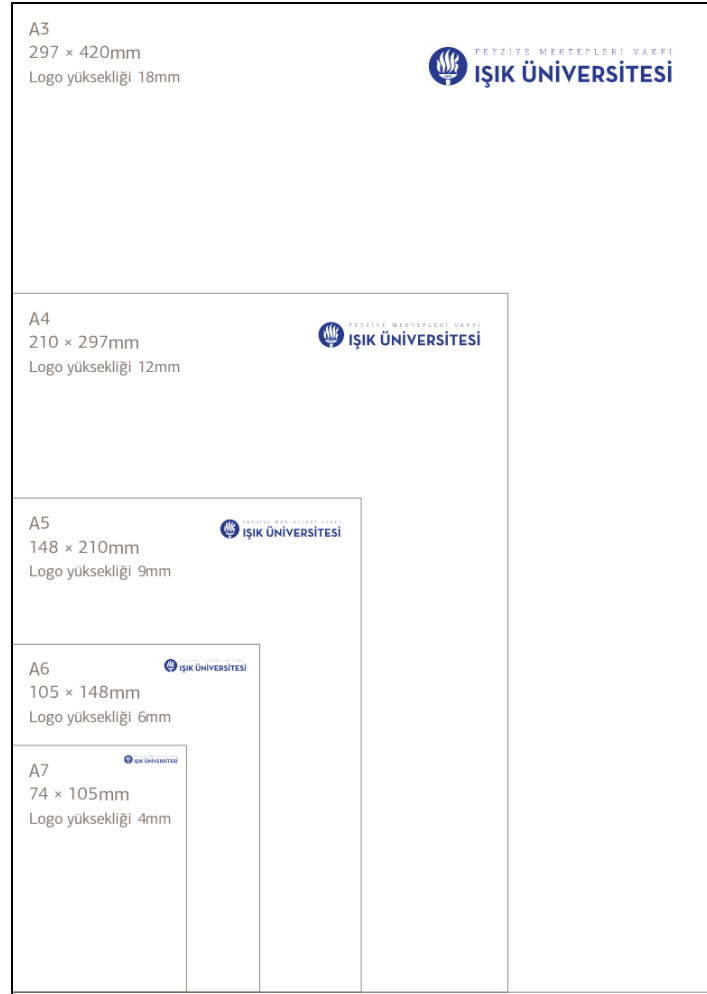 A3
297 × 420mm
Logo yüksekliği 18mm
FEYZİYE MEKTEPLERİ VAKFI
IŞIK ÜNİVERSİTESİ
A4
210 × 297mm
Logo yüksekliği 12mm
FEYZİYE MEKTEPLERİ VAKFI
IŞIK ÜNİVERSİTESİ
A5
148 × 210mm
Logo yüksekliği 9mm
IŞIK ÜNİVERSİTESİ
A6
105 × 148mm
Logo yüksekliği 6mm
IŞIK ÜNİVERSİTESİ
A7
74 × 105mm
Logo yüksekliği 4mm
IŞIK ÜNİVERSİTESİ